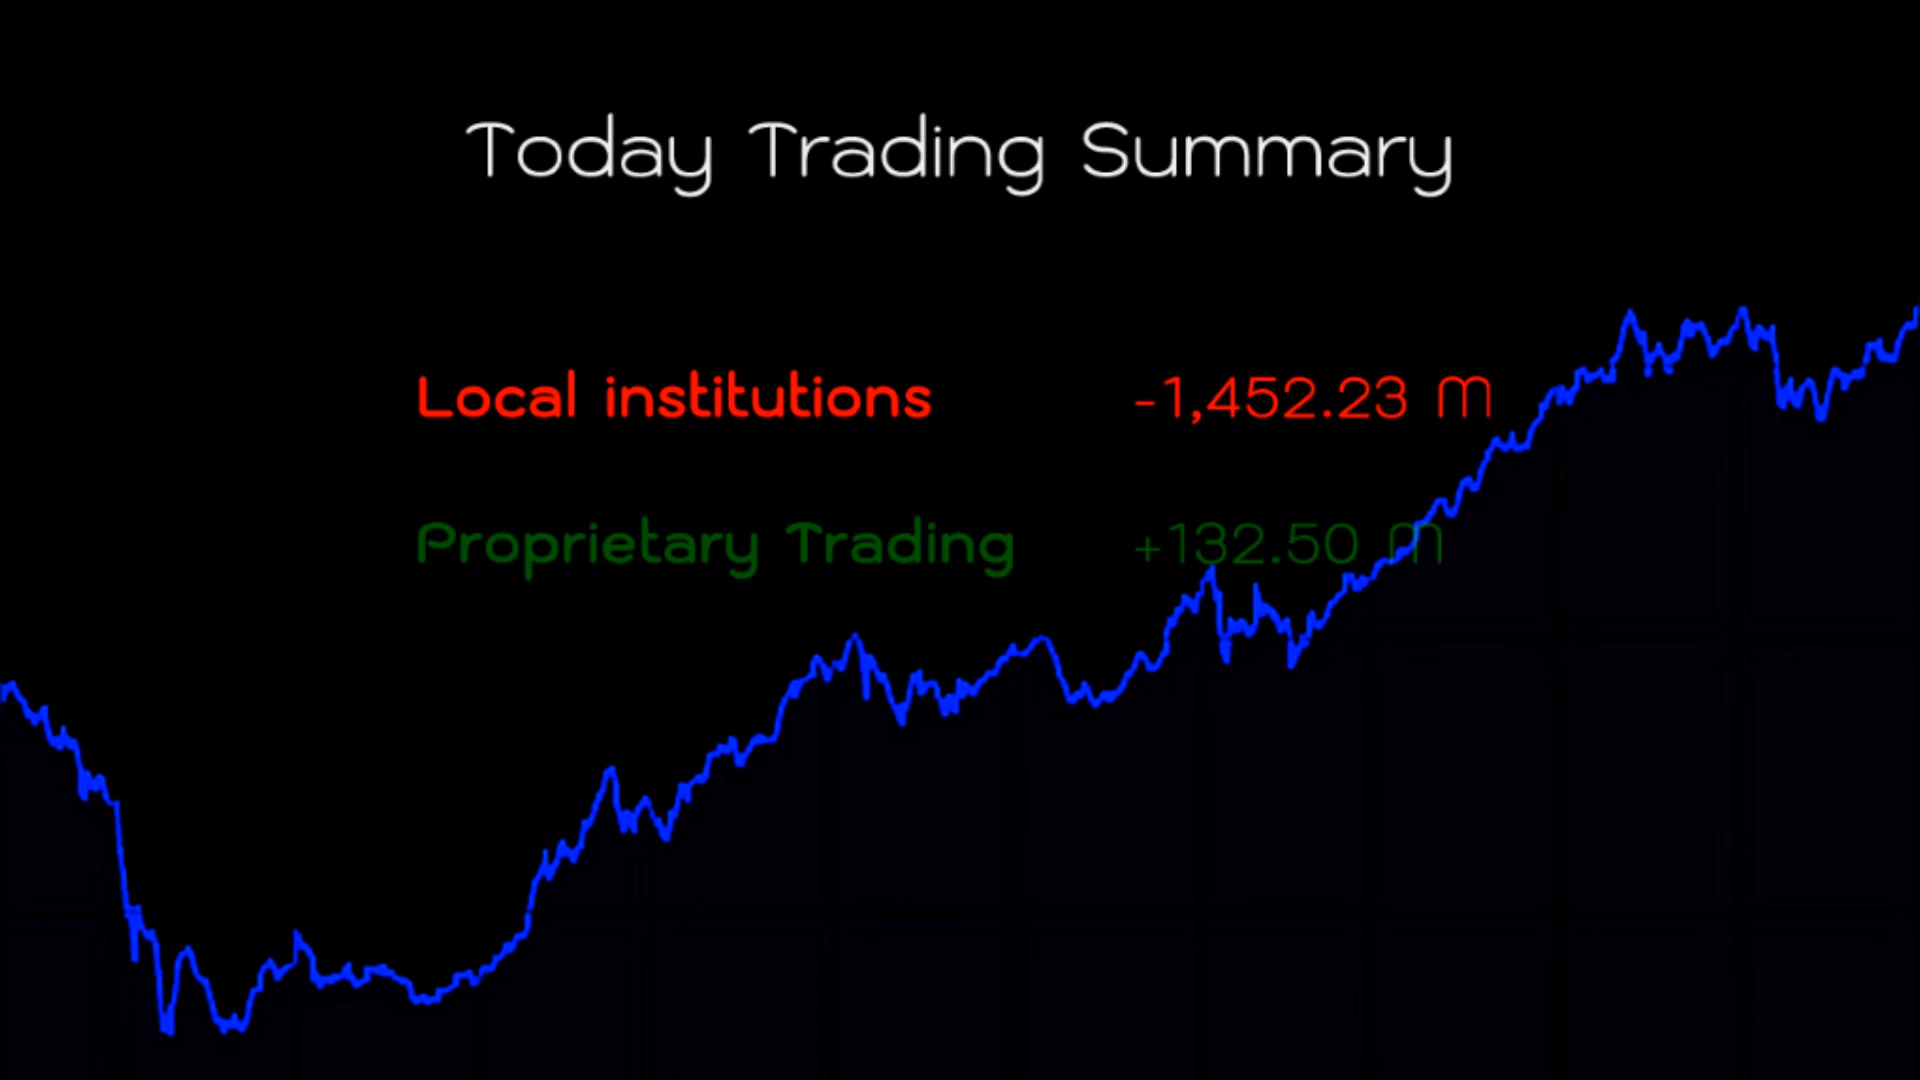 Today Trading Summary
Local institutions -1,452.23 M
Proprietary Trading +132.50 M